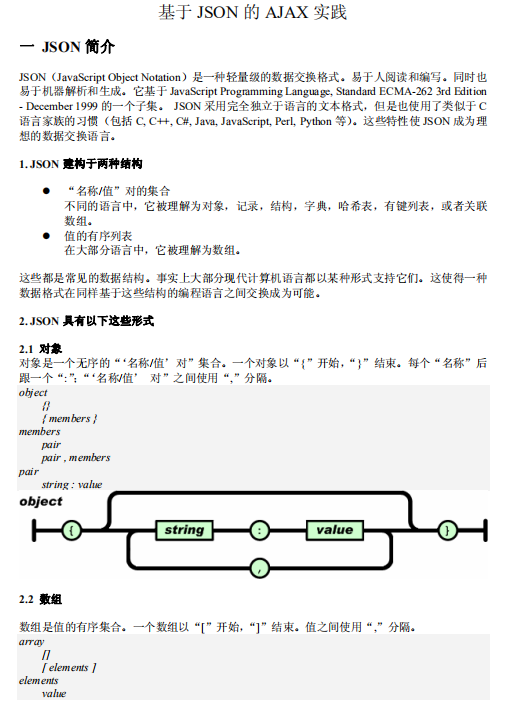 基于 JSON 的 AJAX 实践
一 JSON 简介
JSON（JavaScript Object Notation）是一种轻量级的数据交换格式。易于人阅读和编写。同时也
易于机器解析和生成。它基于 JavaScript Programming Language, Standard ECMA-262 3rd Edition
- December 1999 的一个子集。 JSON 采用完全独立于语言的文本格式，但是也使用了类似于 C
语言家族的习惯（包括 C, C++, C#, Java, JavaScript, Perl, Python 等）。这些特性使 JSON 成为理
想的数据交换语言。
1. JSON 建构于两种结构
● “名称/值”对的集合
不同的语言中，它被理解为对象，记录，结构，字典，哈希表，有键列表，或者关联
数组。
● 值的有序列表
在大部分语言中，它被理解为数组。
这些都是常见的数据结构。事实上大部分现代计算机语言都以某种形式支持它们。这使得一种
数据格式在同样基于这些结构的编程语言之间交换成为可能。
2. JSON 具有以下这些形式
2.1 对象
对象是一个无序的“‘名称/值’对”集合。一个对象以“{”开始，“}”结束。每个“名称”后
跟一个“:”；“‘名称/值’ 对”之间使用“,”分隔。
object
{}
{ members }
members
pair
pair , members
pair
string : value
object
{ string : value }
,
2.2 数组
数组是值的有序集合。一个数组以“[”开始，“]”结束。值之间使用“,”分隔。
array
[]
[ elements ]
elements
value